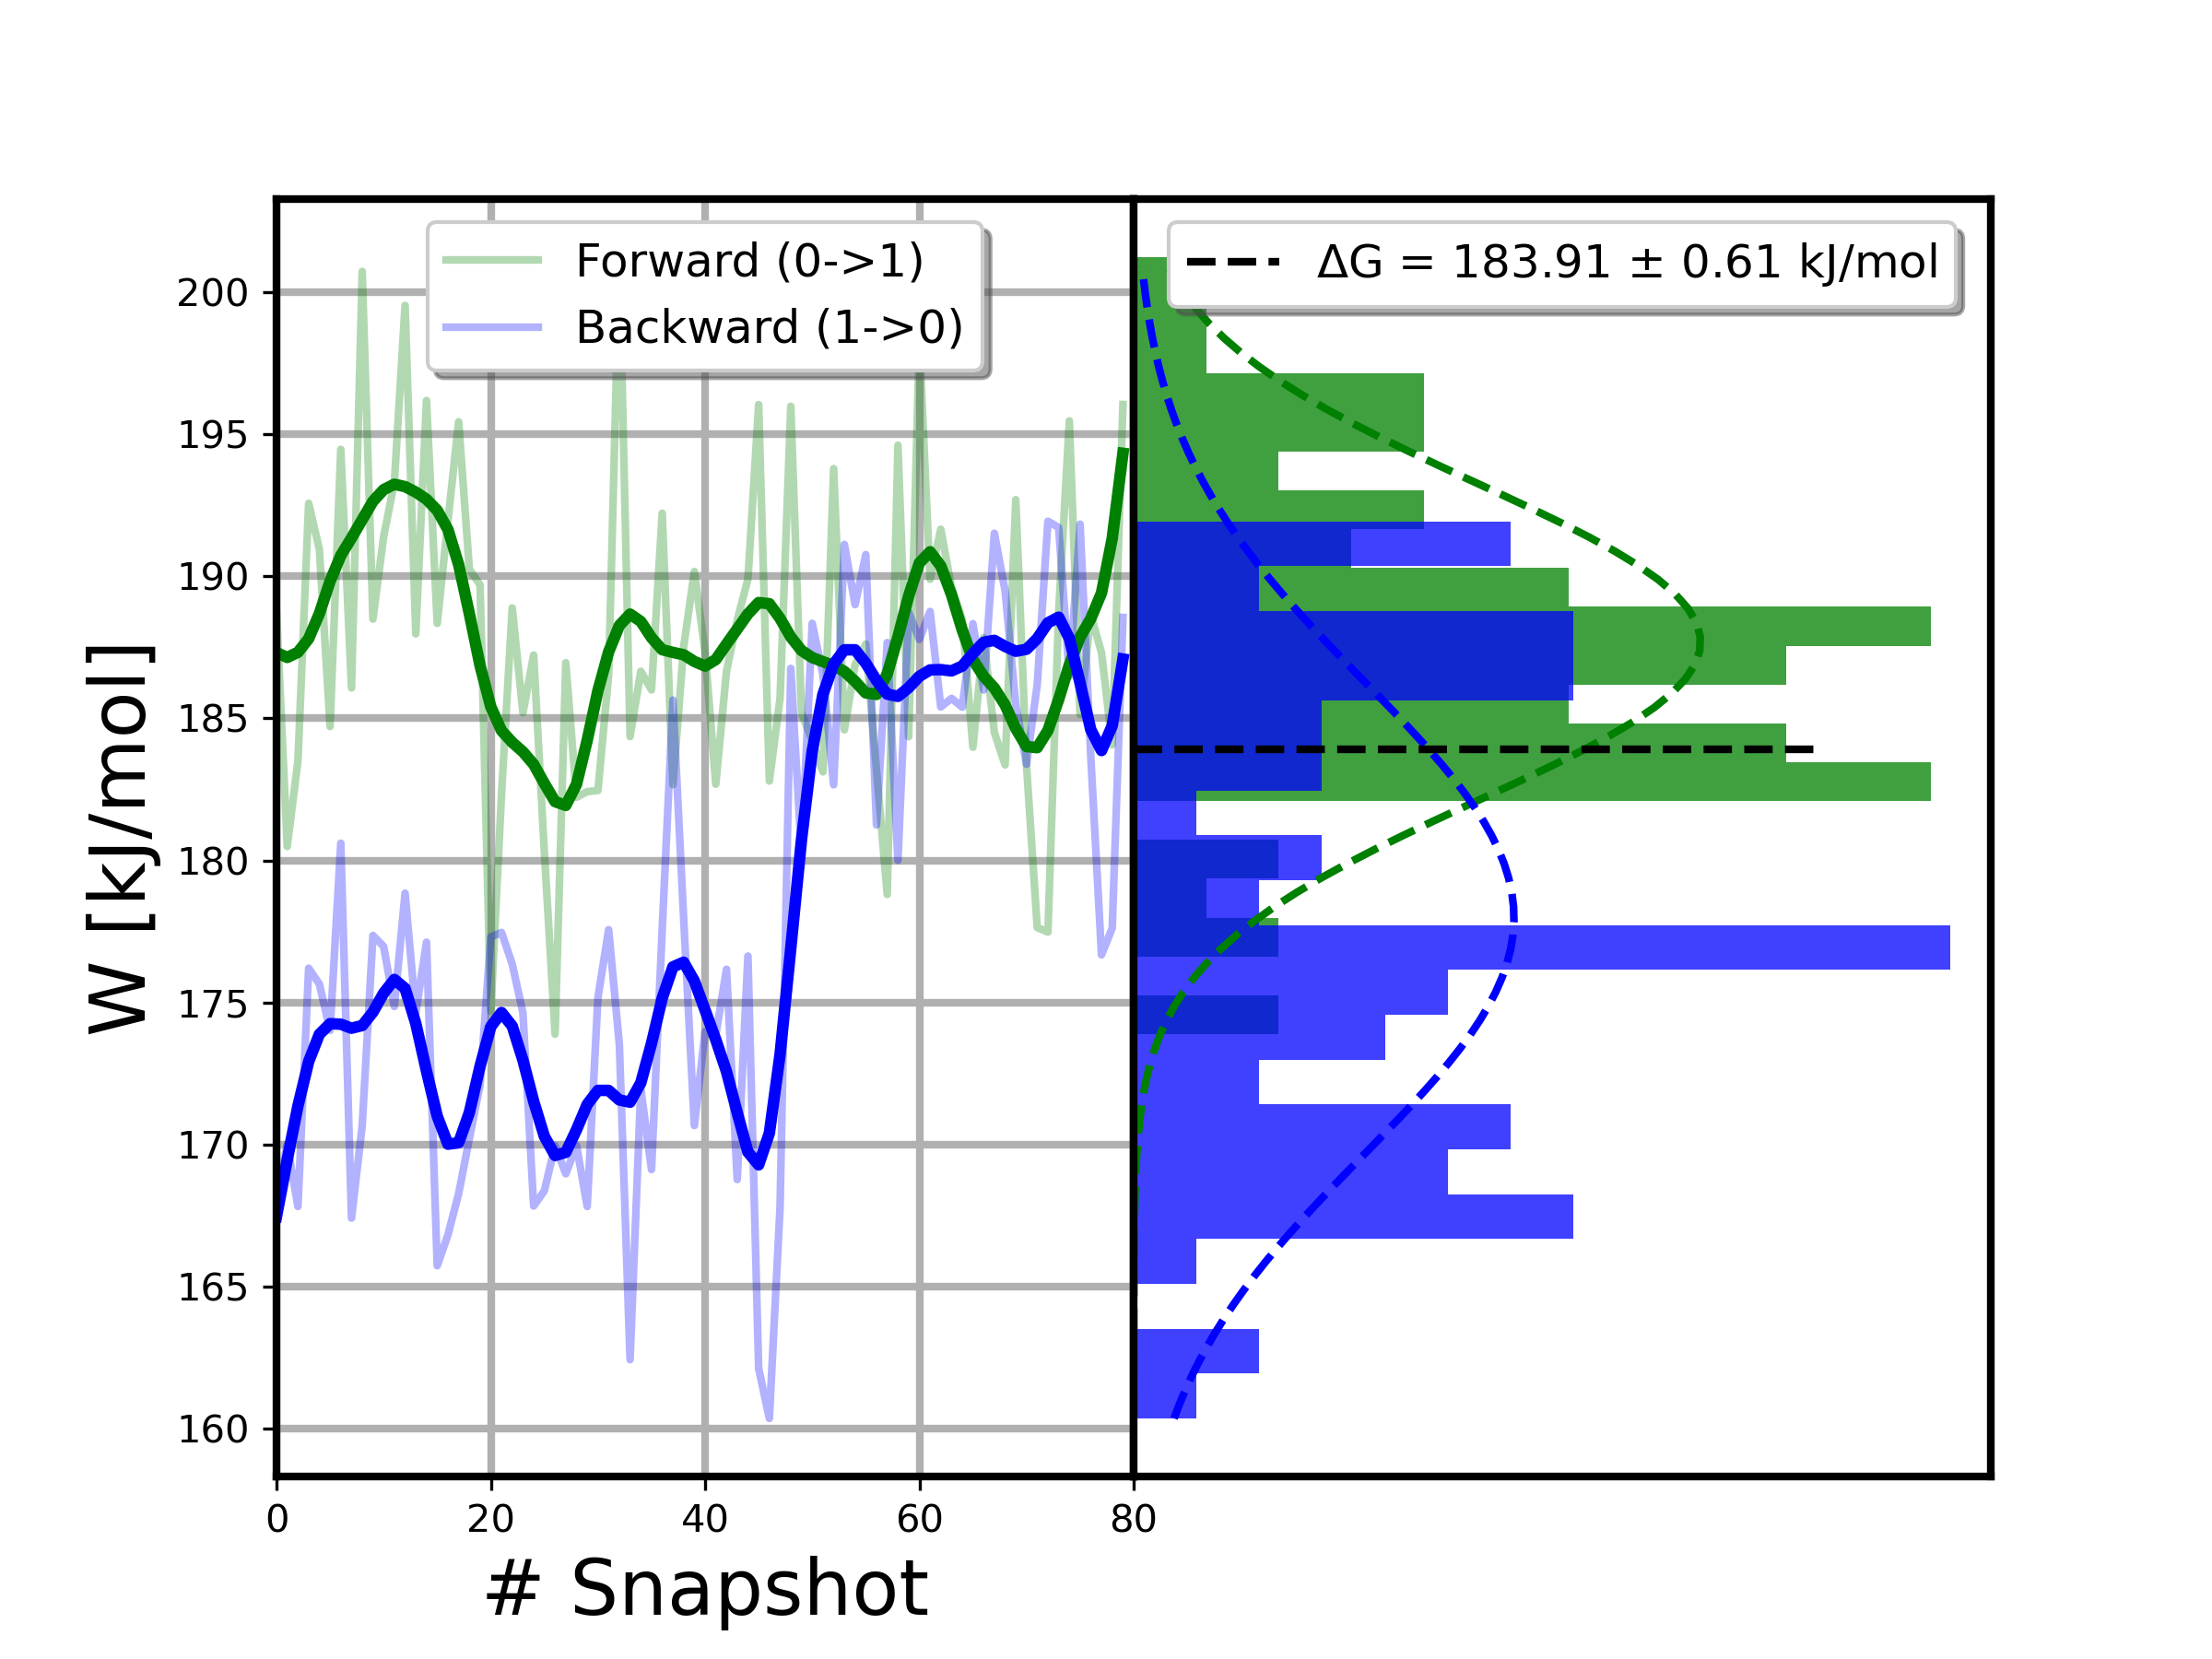 Forward (0->1)
Backward (1->0)
ΔG = 183.91 ± 0.61 kJ/mol
W [kJ/mol]
200
195
190
185
180
175
170
165
160
0 20 40 60 80
# Snapshot